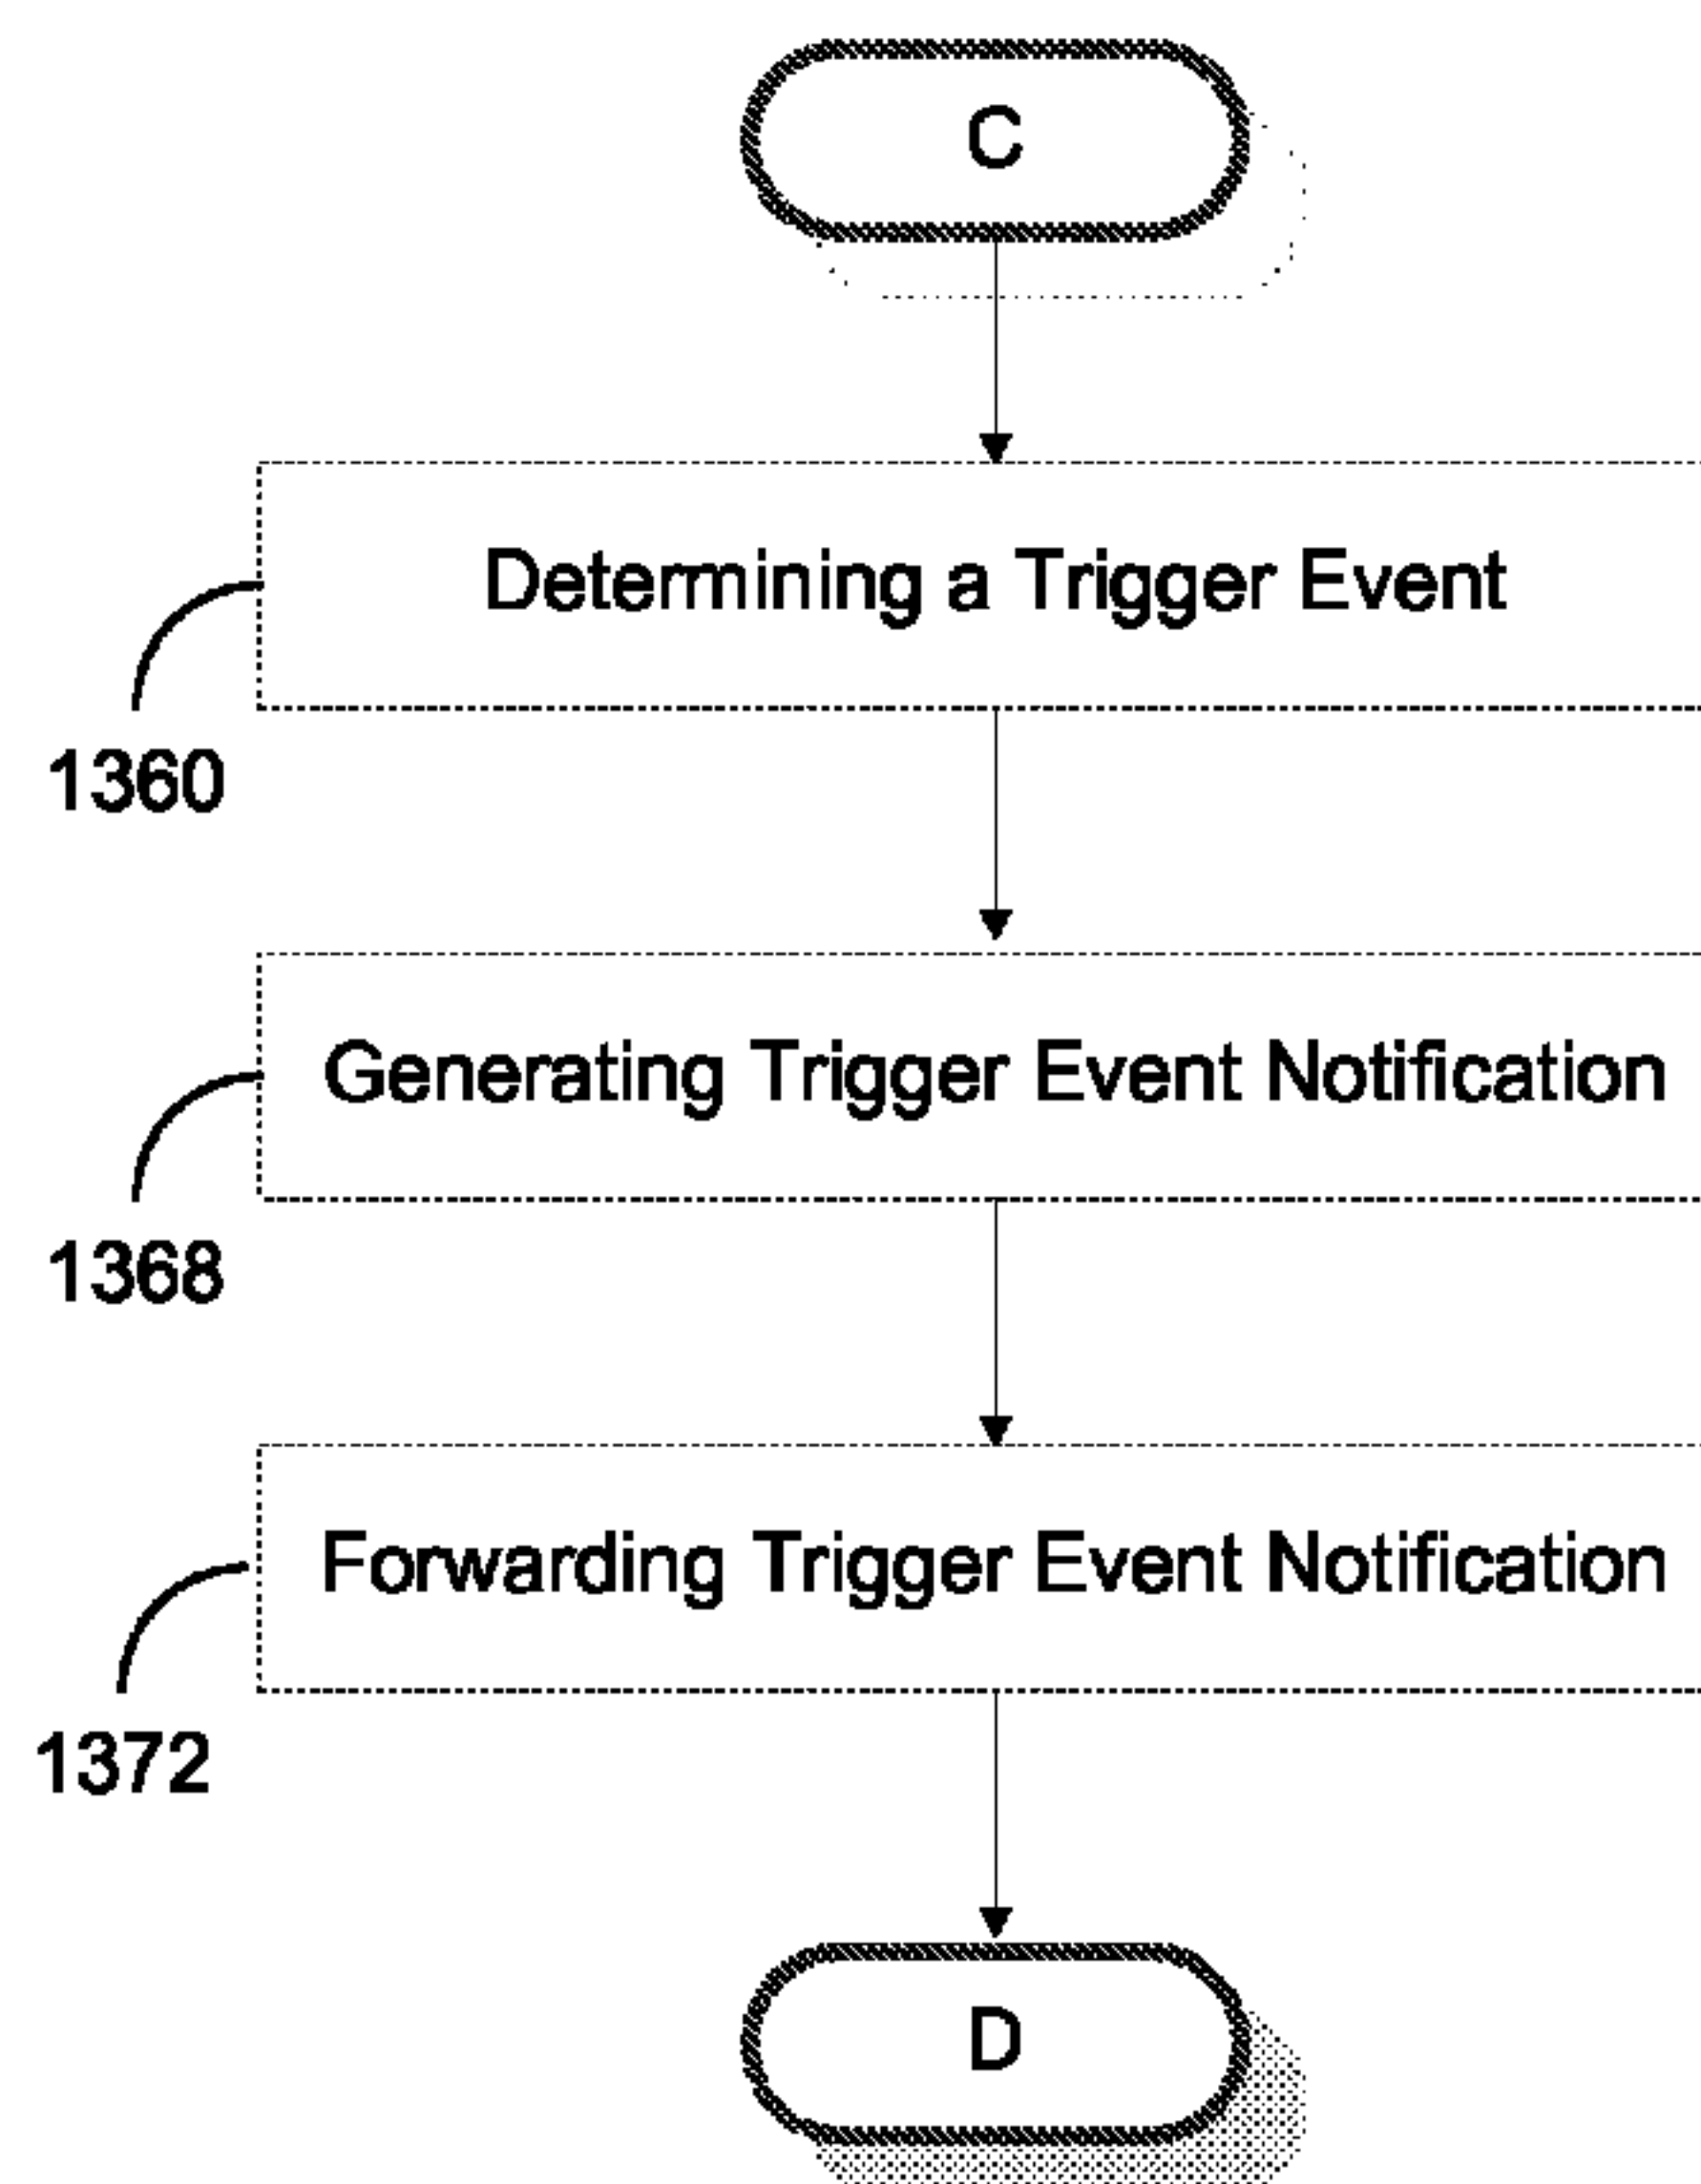 C
Determining a Trigger Event
1360
Generating Trigger Event Notification
1368
Forwarding Trigger Event Notification
1372
D